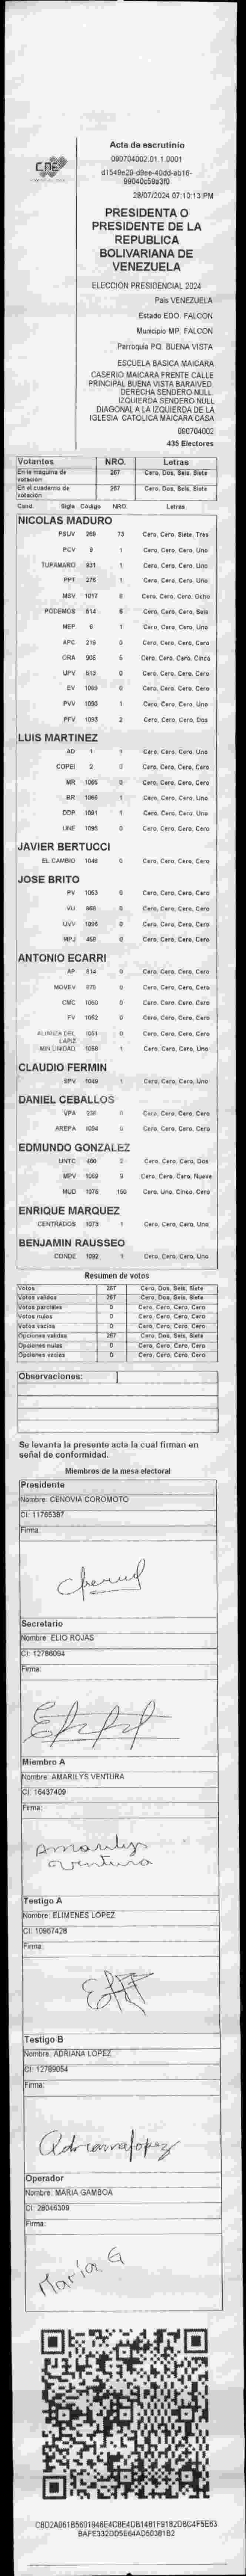 CNE
Acta de escrutinio
090704002.01.1.0001
28/07/2024 07:10:13 PM
PRESIDENTA O
PRESIDENTE DE LA
REPUBLICA
BOLIVARIANA DE
VENEZUELA
ELECCIÓN PRESIDENCIAL 2024
País VENEZUELA
Estado EDO. FALCON
Municipio MP. FALCON
Parroquia PQ. BUENA VISTA
ESCUELA BASICA MAICARA
CASERIO MAICARA FRENTE CALLE
PRINCIPAL BUENA VISTA BARAIVED.
DERECHA SENDERO NULL
IZQUIERDA SENDERO NULL
DIAGONAL A LA IZQUIERDA DE LA
IGLESIA CATOLICA MAICARA CASA
090704002
435 Electores
Votantes NRO. Letras
En la maquina de votacion 267 Cero, Dos, Seis, Siete
En el cuaderno de votación 267 Cero, Dos, Seis, Siete
Cand. Sigla Código NRO. Letras
NICOLAS MADURO
PSUV 269 73 Cero, Cero, Siete, Tres
PCV 9 1 Cero, Cero, Cero, Uno
TUPAMARO 931 1 Cero, Cero, Cero, Uno
PPT 275 1 Cero, Cero, Cero, Uno
MSV 1017 8 Cero, Cero, Cero, Ocho
PODEMOS 514 6 Cero, Cero, Cero, Seis
MEP 6 1 Cero, Cero, Cero, Uno
APC 219 0 Cero, Cero, Cero, Cero
ORA 906 5 Cero, Cero, Cero, Cinco
UPV 513 0 Cero, Cero, Cero, Cero
EV 1089 0 Cero, Cero, Cero, Cero
PVV 1090 1 Cero, Cero, Cero, Uno
PFV 1093 2 Cero, Cero, Cero, Dos
LUIS MARTINEZ
AD 1 1 Cero, Cero, Cero, Uno
COPEI 2 0 Cero, Cero, Cero, Cero
MR 1065 0 Cero, Cero, Cero, Cero
BR 1066 1 Cero, Cero, Cero, Uno
DDP 1091 1 Cero, Cero, Cero, Uno
UNE 1095 0 Cero, Cero, Cero, Cero
JAVIER BERTUCCI
EL CAMBIO 1048 0 Cero, Cero, Cero, Cero
JOSE BRITO
PV 1053 0 Cero, Cero, Cero, Cero
VU 968 0 Cero, Cero, Cero, Cero
UVV 1096 0 Cero, Cero, Cero, Cero
MPJ 458 0 Cero, Cero, Cero, Cero
ANTONIO ECARRI
AP 814 0 Cero, Cero, Cero, Cero
MOVEV 0 Cero, Cero, Cero, Cero
CMC 1050 0 Cero, Cero, Cero, Cero
FV 1052 0 Cero, Cero, Cero, Cero
ALIANZA DEL LAPIZ 1051 0 Cero, Cero, Cero, Cero
MIN UNIDAD 1068 1 Cero, Cero, Cero, Uno
CLAUDIO FERMIN
SPV 1049 1 Cero, Cero, Cero, Uno
DANIEL CEBALLOS
VPA 0 Cero, Cero, Cero, Cero
AREPA 1094 0 Cero, Cero, Cero, Cero
EDMUNDO GONZALEZ
UNTC 460 2 Cero, Cero, Cero, Dos
MPV 1069 9 Cero, Cero, Cero, Nueve
MUD 1078 150 Cero, Uno, Cinco, Cero
ENRIQUE MARQUEZ
CENTRADOS 1073 1 Cero, Cero, Cero, Uno
BENJAMIN RAUSSEO
CONDE 1092 1 Cero, Cero, Cero, Uno
Resumen de votos
Votos 267 Cero, Dos, Seis, Siete
Votos validos 267 Cero, Dos, Seis, Siete
Votos parciales 0 Cero, Cero, Cero, Cero
Votos nulos 0 Cero, Cero, Cero, Cero
Votos vacios 0 Cero, Cero, Cero, Cero
Opciones validas 267 Cero, Dos, Seis, Siete
Opciones nulas 0 Cero, Cero, Cero, Cero
Opciones vacias 0 Cero, Cero, Cero, Cero
Observaciones:
Se levanta la presente acta la cual firman en
señal de conformidad.
Miembros de la mesa electoral
Presidente
Nombre: CENOVIA COROMOTO
CI: 11765387
Firma:
Secretario
Nombre: ELIO ROJAS
CI: 12786094
Firma:
Miembro A
Nombre: AMARILYS VENTURA
CI: 16437409
Firma:
Amarilys
Ventura
Testigo A
Nombre: ELIMENES LOPEZ
CI: 10967428
Firma:
Testigo B
Nombre: ADRIANA LOPEZ
CI: 12789054
Firma:
Adriana lopez
Operador
Nombre: MARIA GAMBOA
CI: 28046309
Firma:
María G
C8D2A061B5601946E4C8E4DB1481F9182DBC4F5E63
BAFE332DD5E64AD50381B2